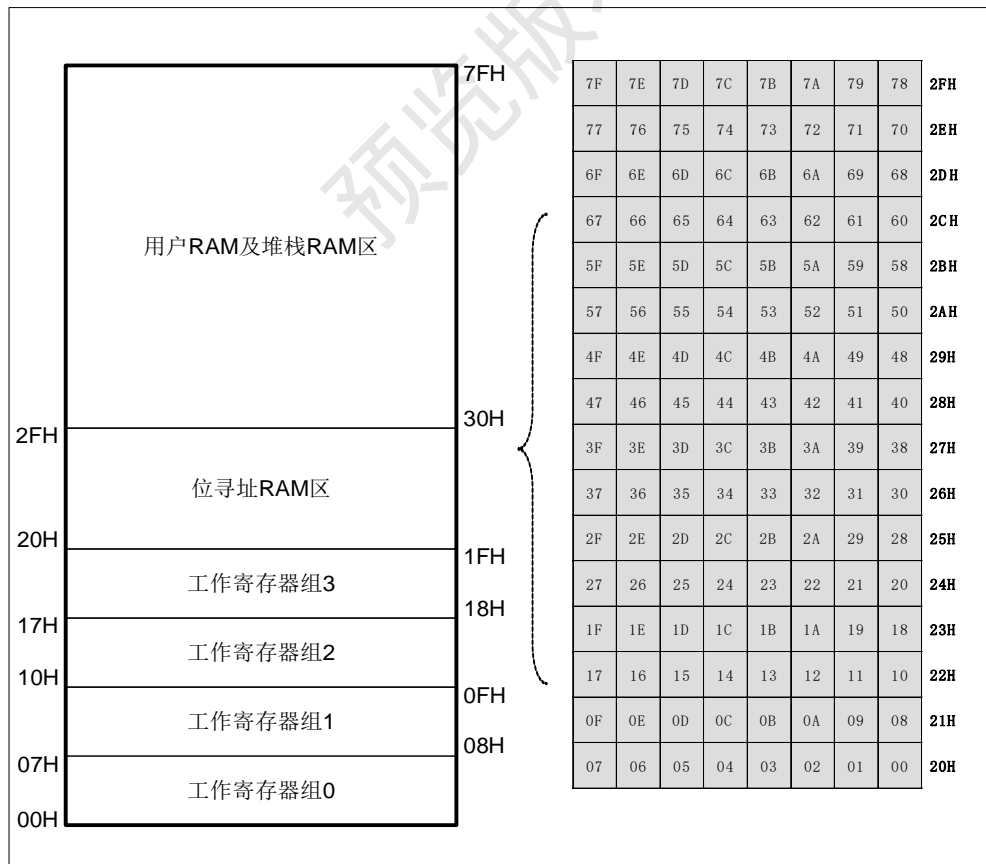 预览版
7FH
用户RAM及堆栈RAM区
30H
2FH
位寻址RAM区
20H
1FH
工作寄存器组3
18H
17H
工作寄存器组2
10H
0FH
工作寄存器组1
08H
07H
工作寄存器组0
00H
7F 7E 7D 7C 7B 7A 79 78 2FH
77 76 75 74 73 72 71 70 2EH
6F 6E 6D 6C 6B 6A 69 68 2DH
67 66 65 64 63 62 61 60 2CH
5F 5E 5D 5C 5B 5A 59 58 2BH
57 56 55 54 53 52 51 50 2AH
4F 4E 4D 4C 4B 4A 49 48 29H
47 46 45 44 43 42 41 40 28H
3F 3E 3D 3C 3B 3A 39 38 27H
37 36 35 34 33 32 31 30 26H
2F 2E 2D 2C 2B 2A 29 28 25H
27 26 25 24 23 22 21 20 24H
1F 1E 1D 1C 1B 1A 19 18 23H
17 16 15 14 13 12 11 10 22H
0F 0E 0D 0C 0B 0A 09 08 21H
07 06 05 04 03 02 01 00 20H